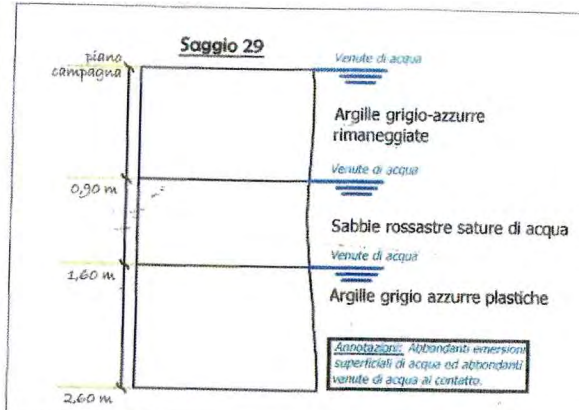 Saggio 29
piano
campagna
Venute di acqua
Argille grigio-azzurre
rimaneggiate
Venute di acqua
0,90 m
Sabbie rossastre sature di acqua
Venute di acqua
1,60 m
Argille grigio azzurre plastiche
Annotazioni: Abbondanti emersioni
superficiali di acqua ed abbondanti
venute di acqua al contatto.
2,60 m